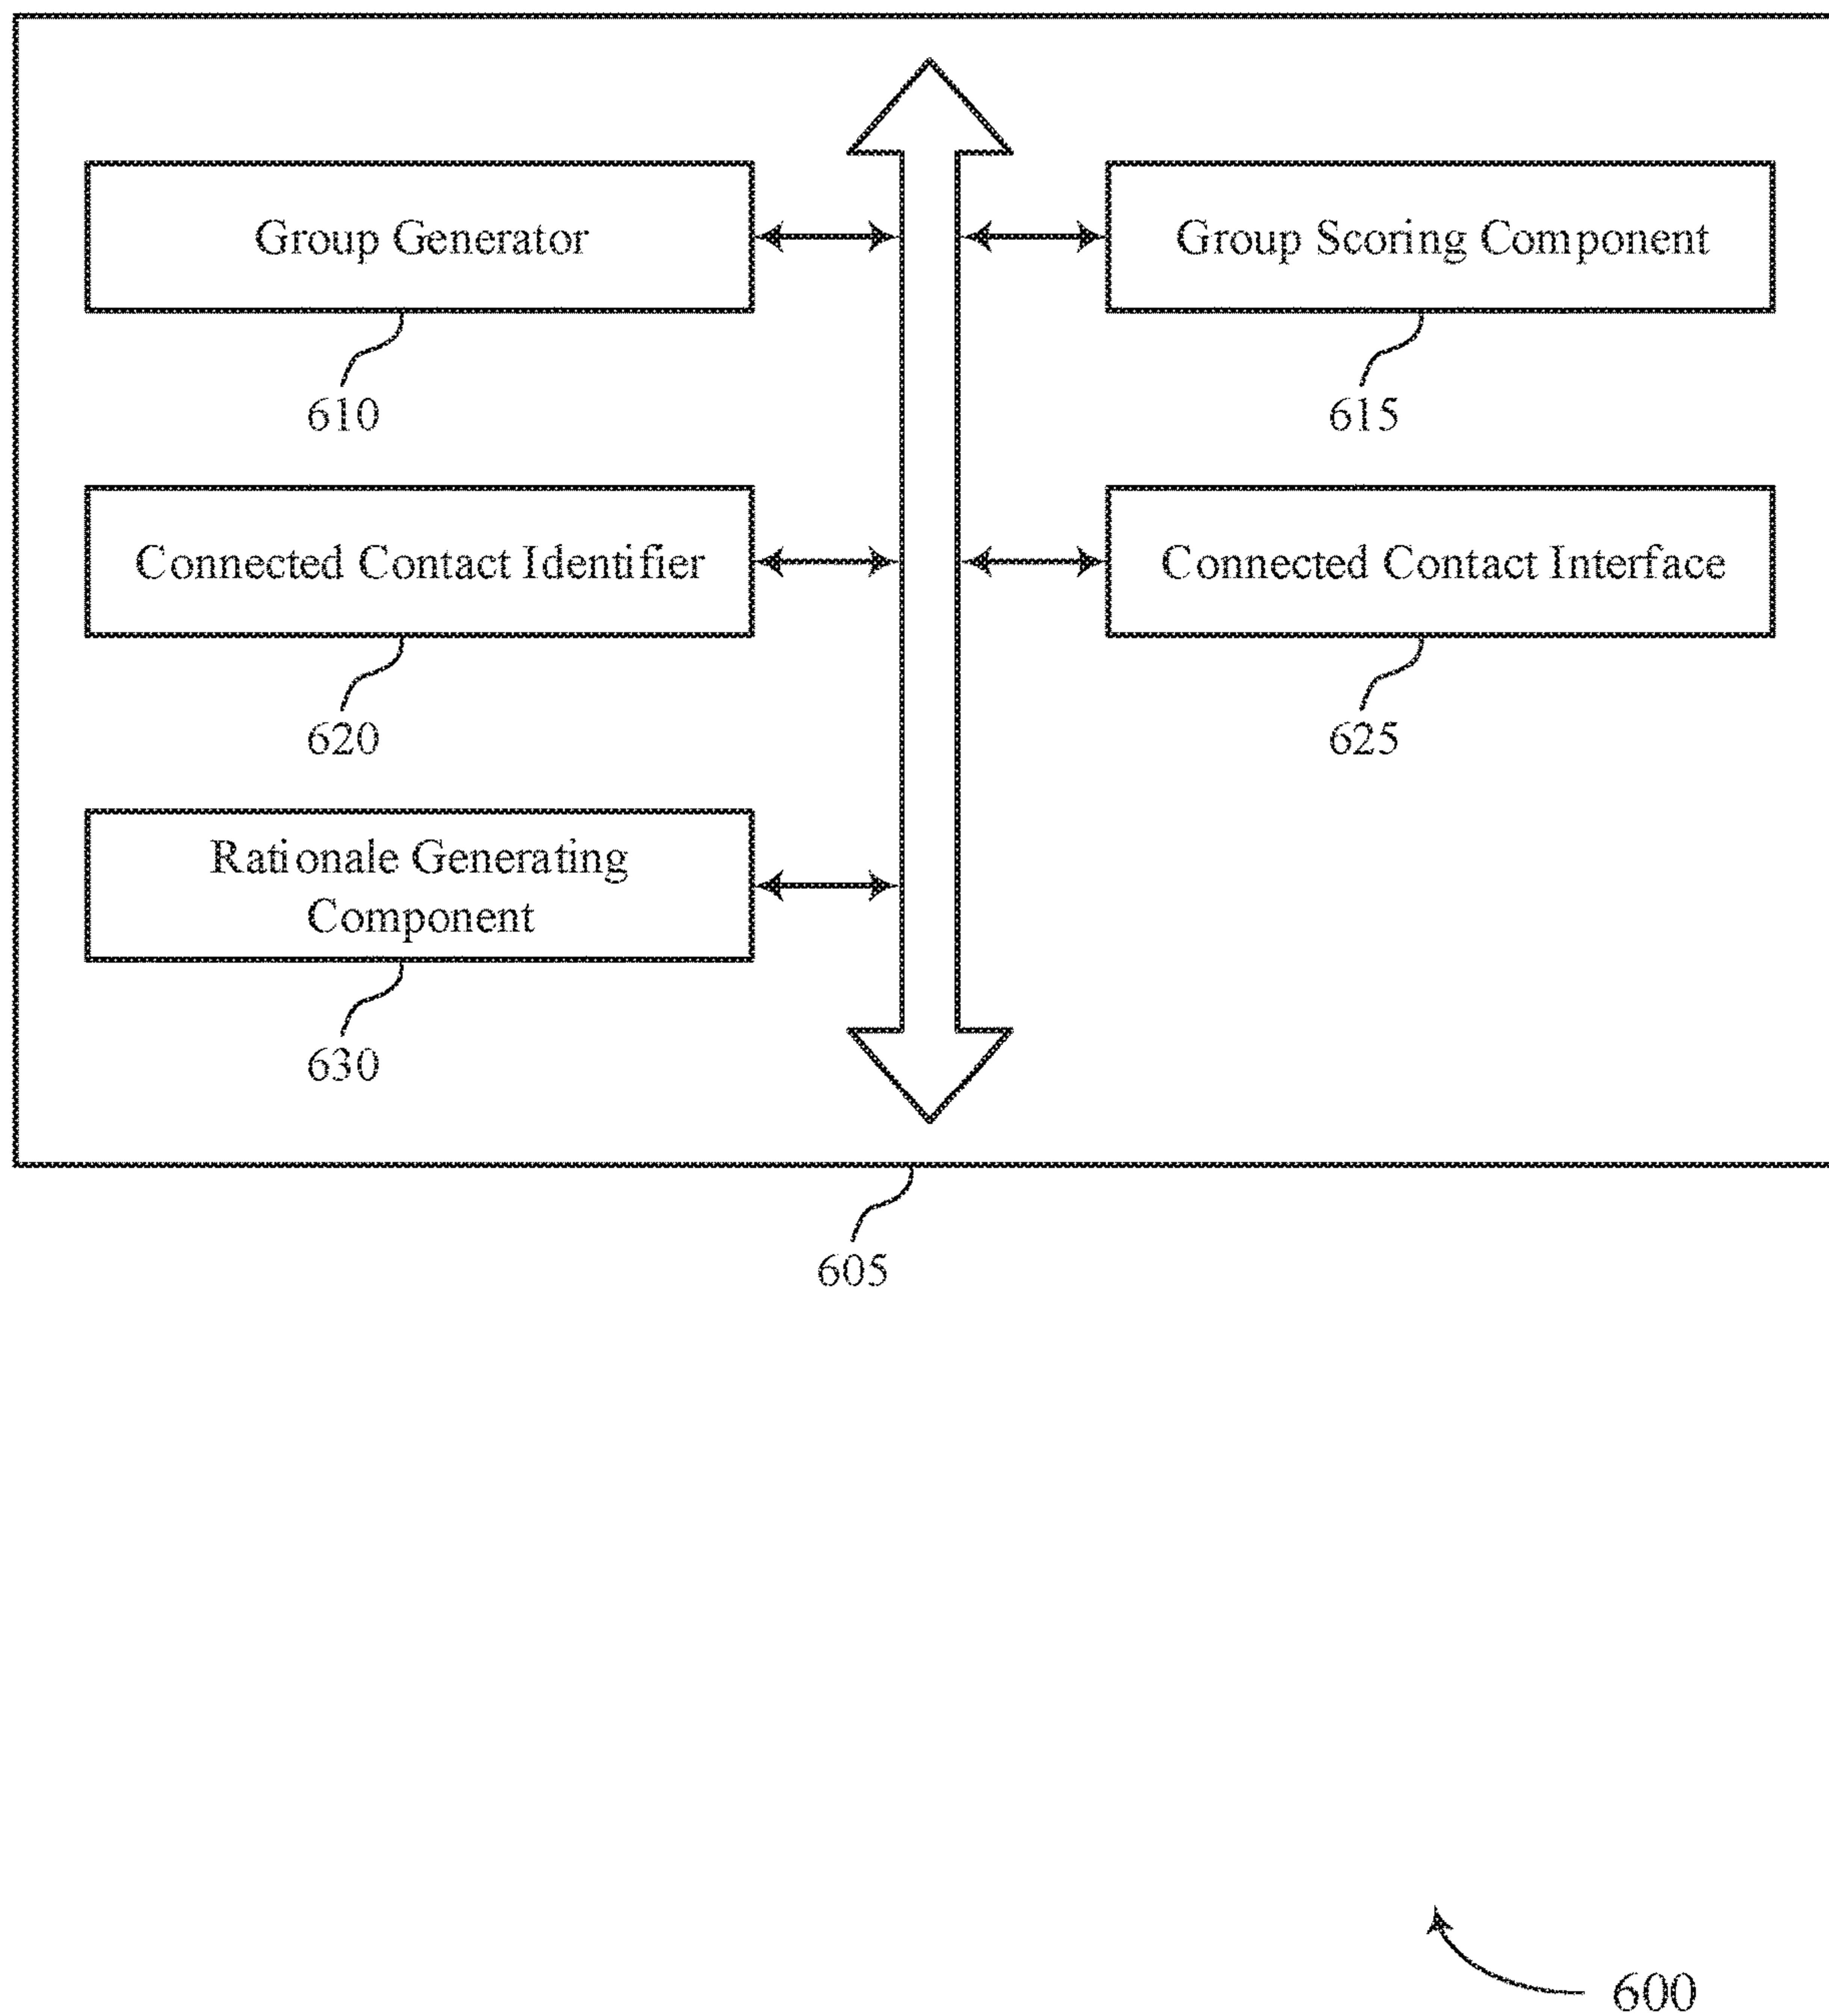 Group Generator
Group Scoring Component
610
615
Connected Contact Identifier
Connected Contact Interface
620
625
Rationale Generating
Component
630
605
600